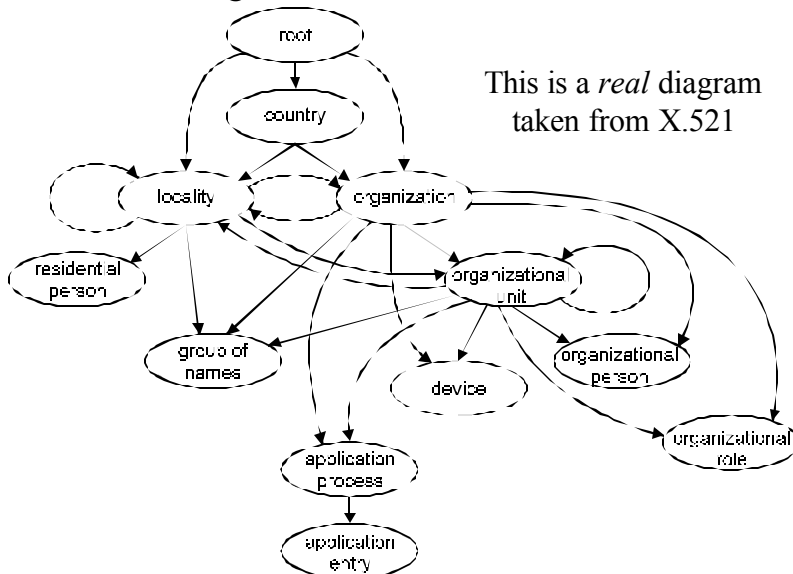 root
This is a real diagram
taken from X.521
country
locality
organization
residential
person
organizational
unit
group of
names
organizational
person
device
organizational
role
application
process
application
entry